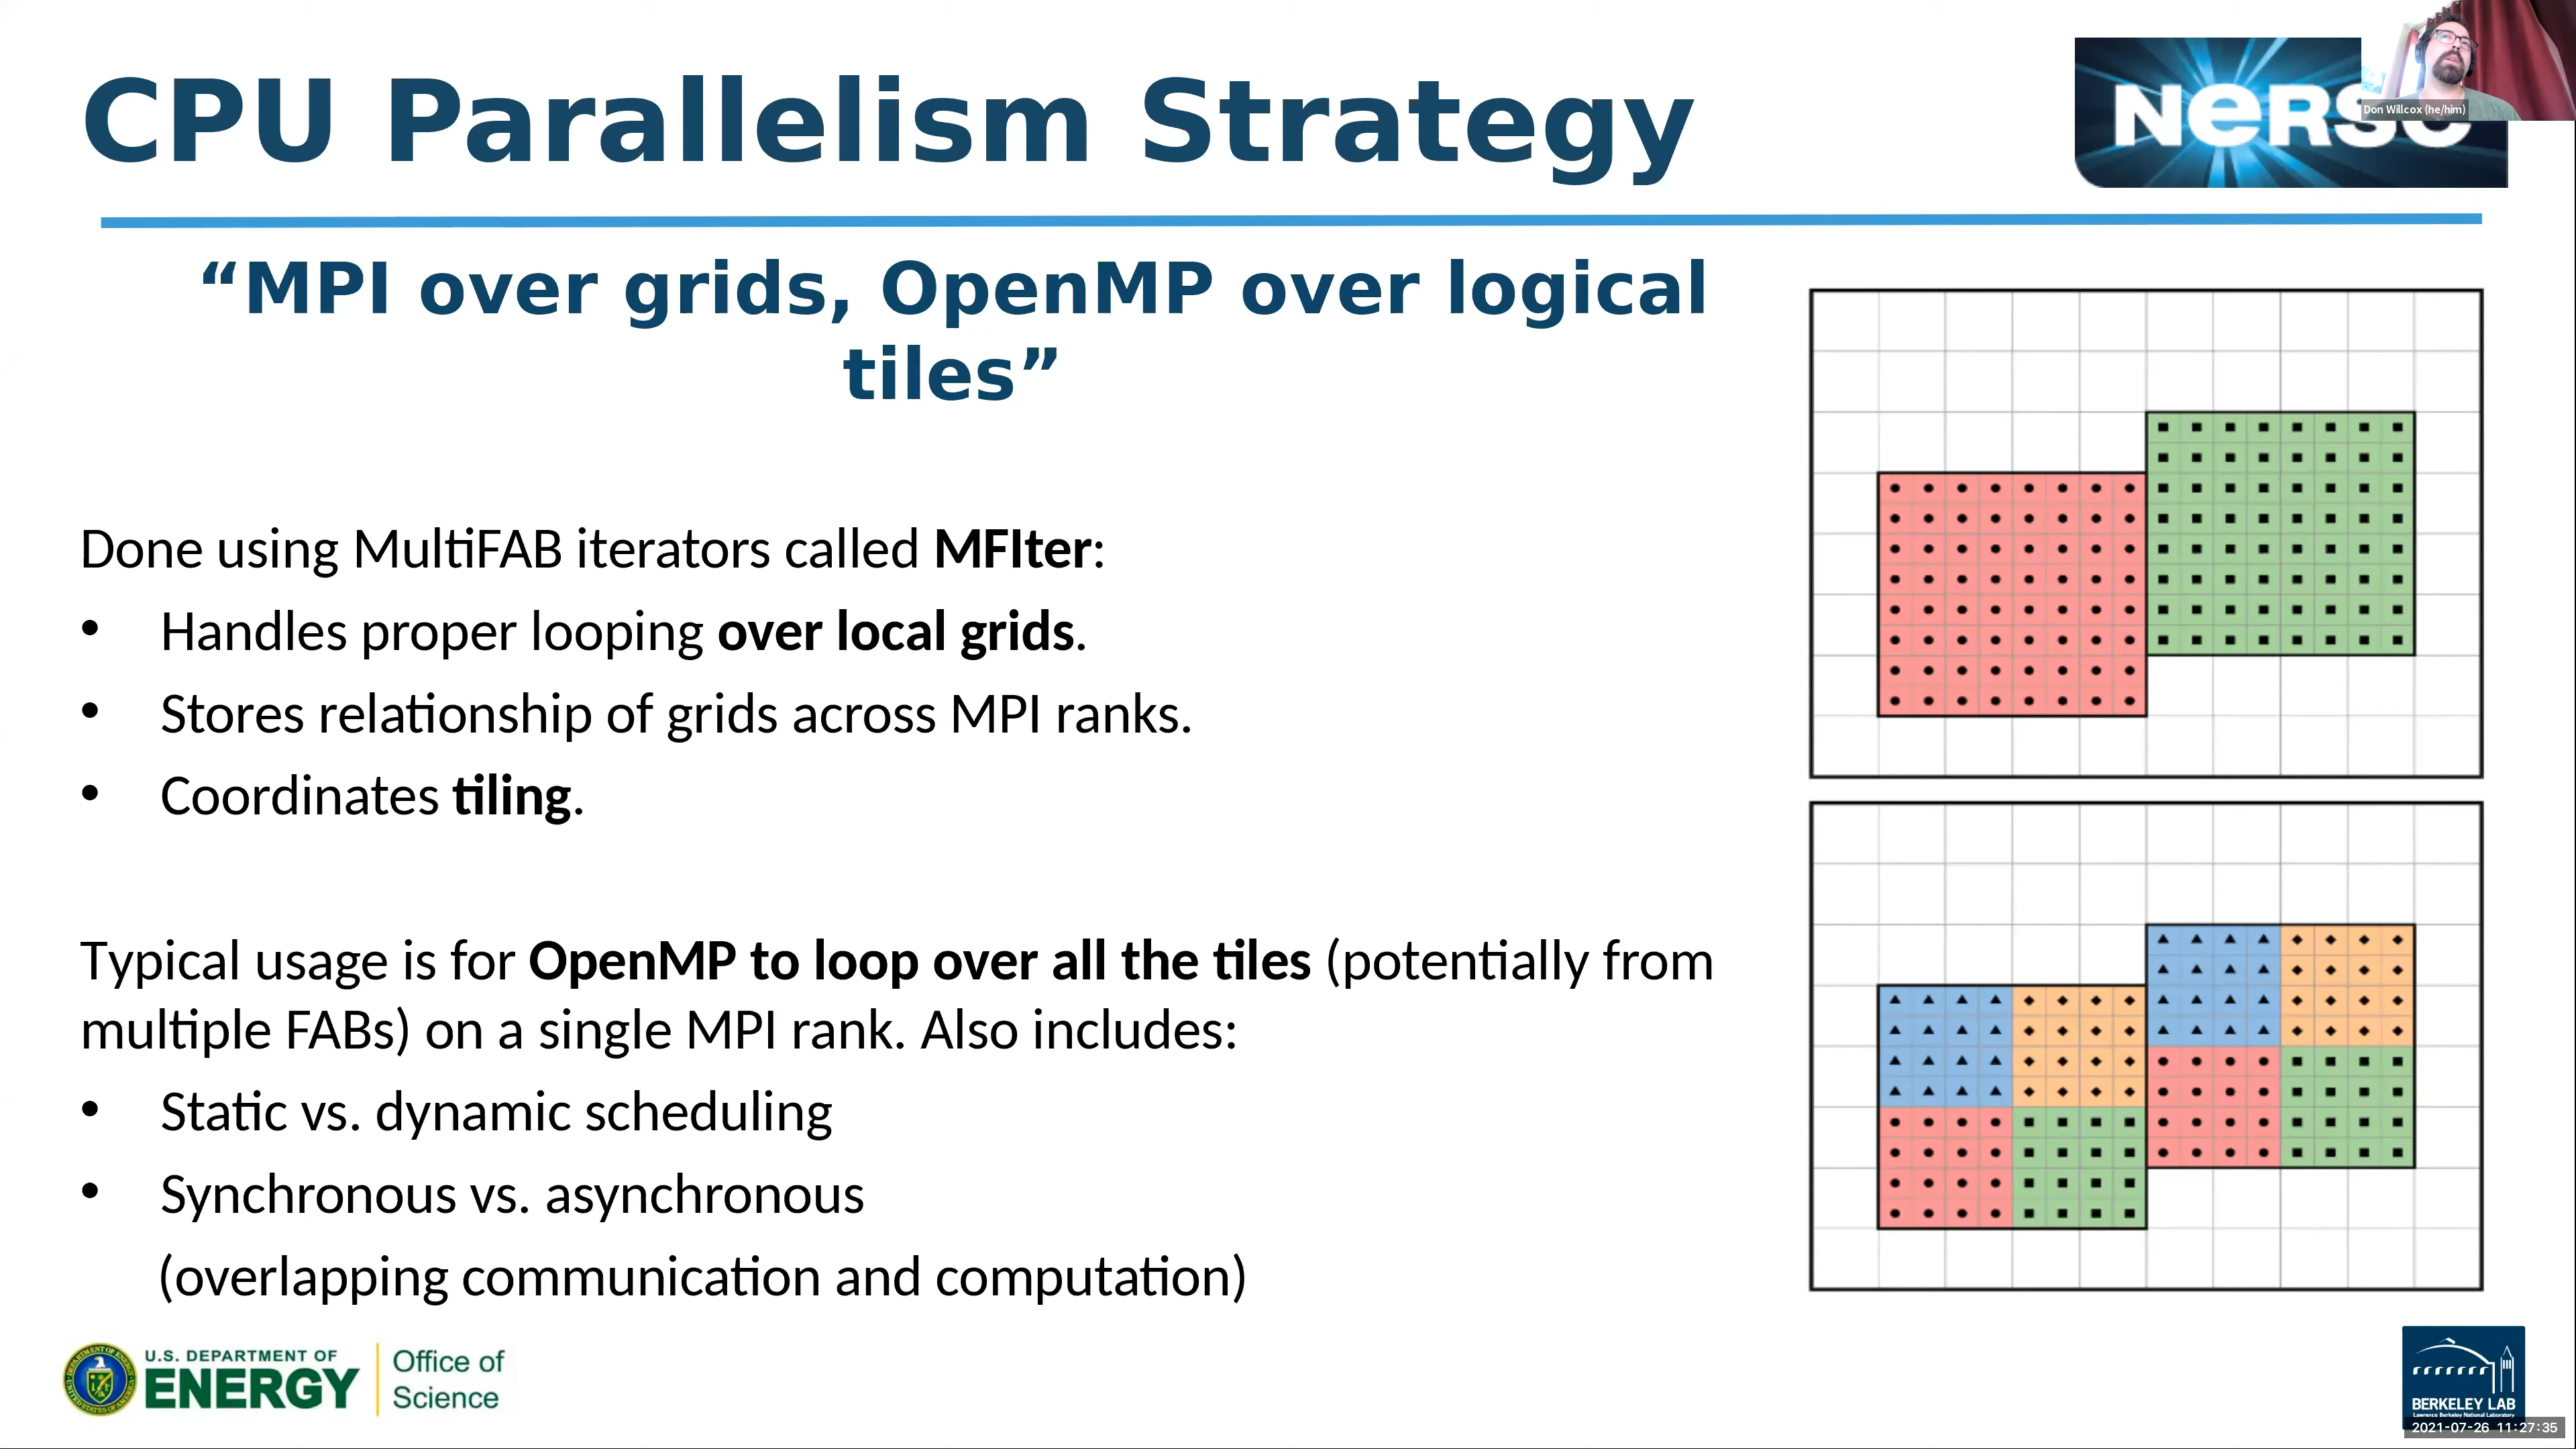 CPU Parallelism Strategy
NERSC
Don Willcox (he/him)
“MPI over grids, OpenMP over logical
tiles”
Done using MultiFAB iterators called MFIter:
• Handles proper looping over local grids.
• Stores relationship of grids across MPI ranks.
• Coordinates tiling.
Typical usage is for OpenMP to loop over all the tiles (potentially from
multiple FABs) on a single MPI rank. Also includes:
• Static vs. dynamic scheduling
• Synchronous vs. asynchronous
(overlapping communication and computation)
U.S. DEPARTMENT OF
ENERGY
Office of
Science
BERKELEY LAB
Lawrence Berkeley National Laboratory
2021-07-26 11:27:35